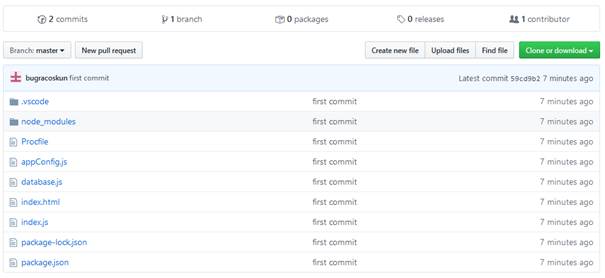 2 commits 1 branch 0 packages 0 releases 1 contributor
Branch: master New pull request Create new file Upload files Find file Clone or download
bugracoskun first commit Latest commit 59cd9b2 7 minutes ago
.vscode first commit 7 minutes ago
node_modules first commit 7 minutes ago
Procfile first commit 7 minutes ago
appConfig.js first commit 7 minutes ago
database.js first commit 7 minutes ago
index.html first commit 7 minutes ago
index.js first commit 7 minutes ago
package-lock.json first commit 7 minutes ago
package.json first commit 7 minutes ago